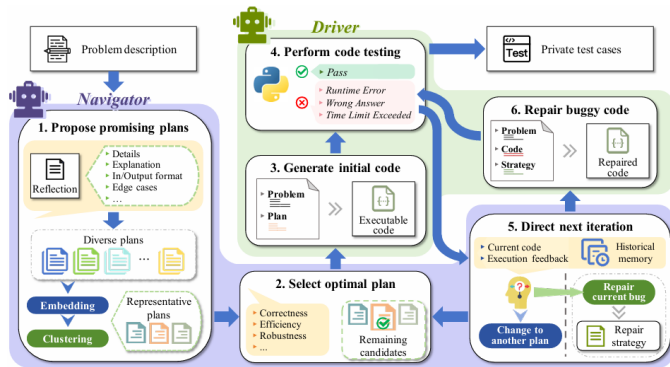 Problem description
Navigator
1. Propose promising plans
Reflection
• Details
• Explanation
• In/Output format
• Edge cases
• ...
Diverse plans
...
Embedding
Clustering
Representative
plans
2. Select optimal plan
• Correctness
• Efficiency
• Robustness
• ...
Remaining
candidates
Driver
3. Generate initial code
Problem
Plan
Executable
code
4. Perform code testing
Pass
Runtime Error
Wrong Answer
Time Limit Exceeded
Test
Private test cases
5. Direct next iteration
• Current code
• Execution feedback
Historical
memory
?
Change to
another plan
Repair
current bug
Repair
strategy
6. Repair buggy code
Problem
Code
Strategy
{··}
Repaired
code